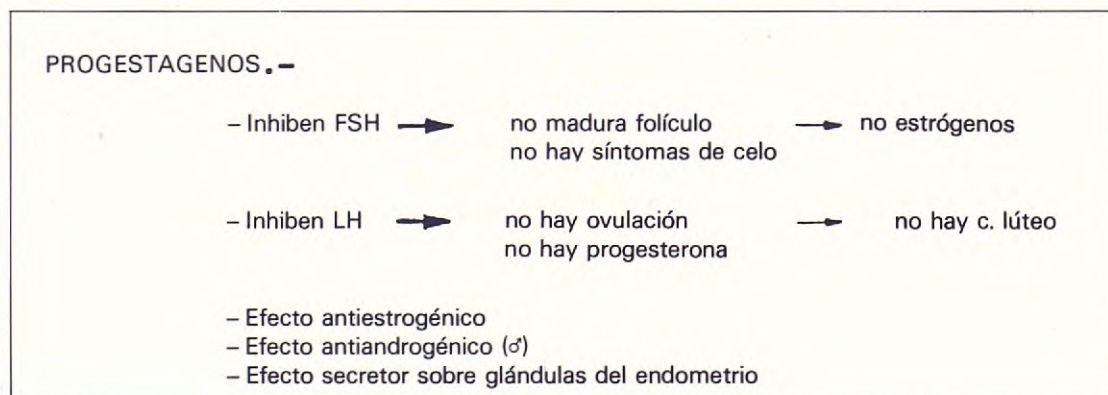 PROGESTAGENOS.–
– Inhiben FSH → no madura folículo → no estrógenos
no hay síntomas de celo
– Inhiben LH → no hay ovulación → no hay c. lúteo
no hay progesterona
– Efecto antiestrogénico
– Efecto antiandrogénico (♂)
– Efecto secretor sobre glándulas del endometrio